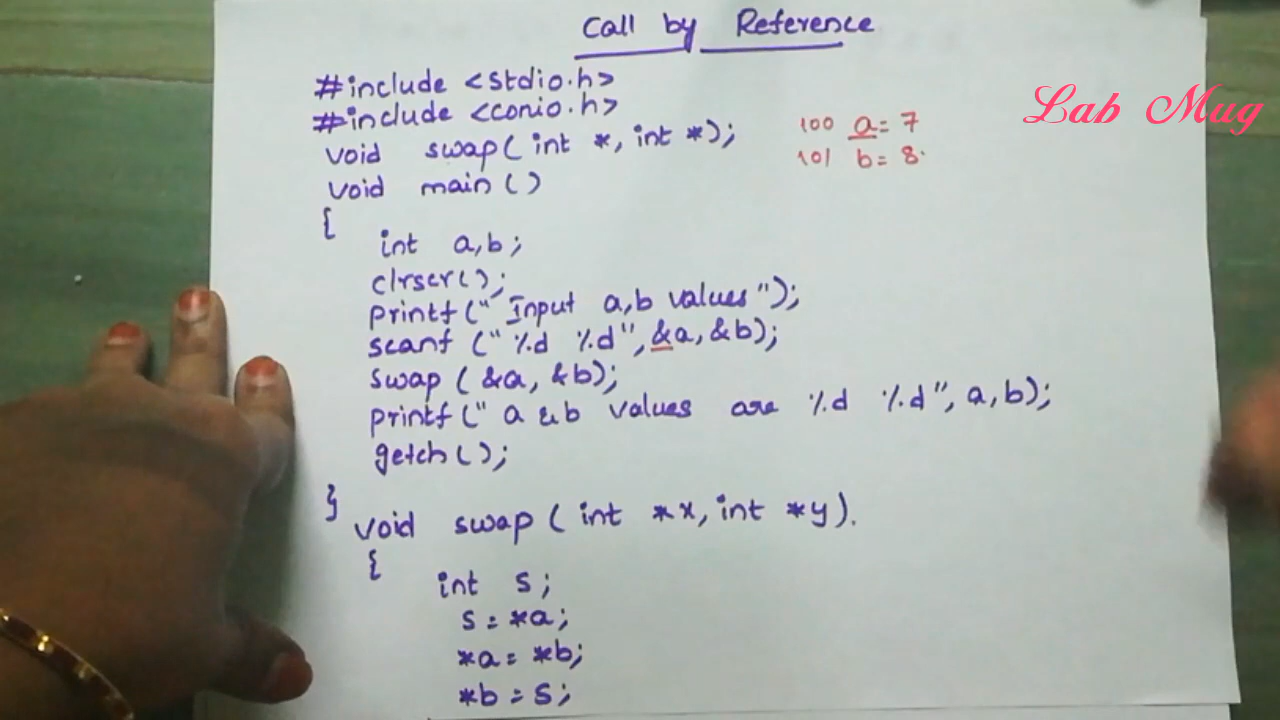 Call by Reference
#include <stdio.h>
#include <conio.h>
Lab Mug
void swap( int *, int *);
100 a= 7
101 b= 8.
void main ()
{
int a,b;
clrscr();
printf (" Input a,b values");
scanf (" %d %d", &a, &b);
swap ( &a, &b);
printf (" a & b values are %d %d", a, b);
getch ();
}
void swap ( int *x, int *y).
{
int s;
s = *a;
*a = *b;
*b = s;